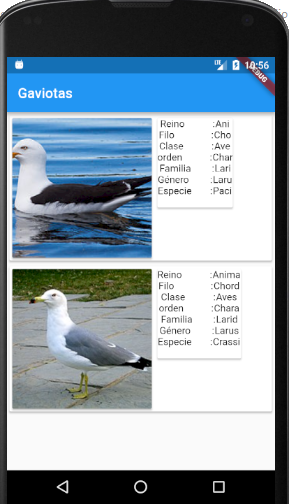 10:56
DEBUG
Gaviotas
Reino :Ani
Filo :Cho
Clase :Ave
orden :Char
Familia :Lari
Género :Laru
Especie :Paci
Reino :Anima
Filo :Chord
Clase :Aves
orden :Chara
Familia :Larid
Género :Larus
Especie :Crassi